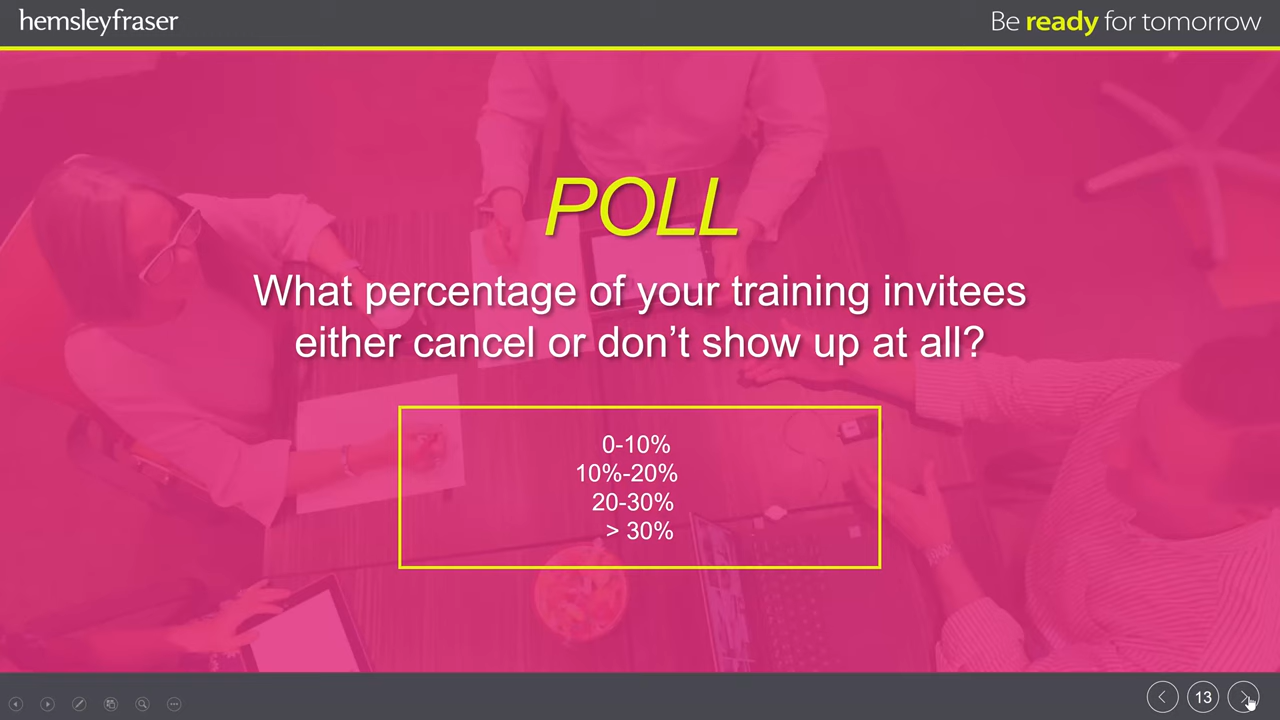 hemsleyfraser
Be ready for tomorrow
POLL
What percentage of your training invitees
either cancel or don’t show up at all?
0-10%
10%-20%
20-30%
> 30%
13